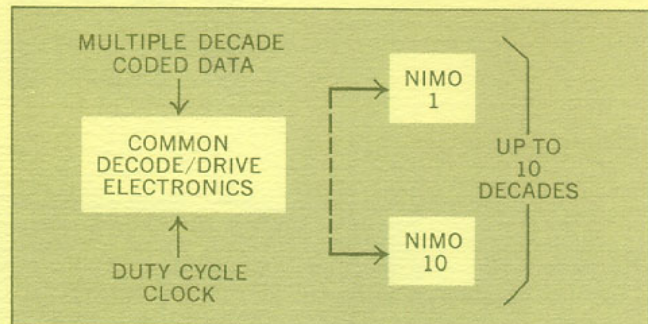 MULTIPLE DECADE
CODED DATA
COMMON
DECODE/DRIVE
ELECTRONICS
DUTY CYCLE
CLOCK
NIMO
1
NIMO
10
UP TO
10
DECADES